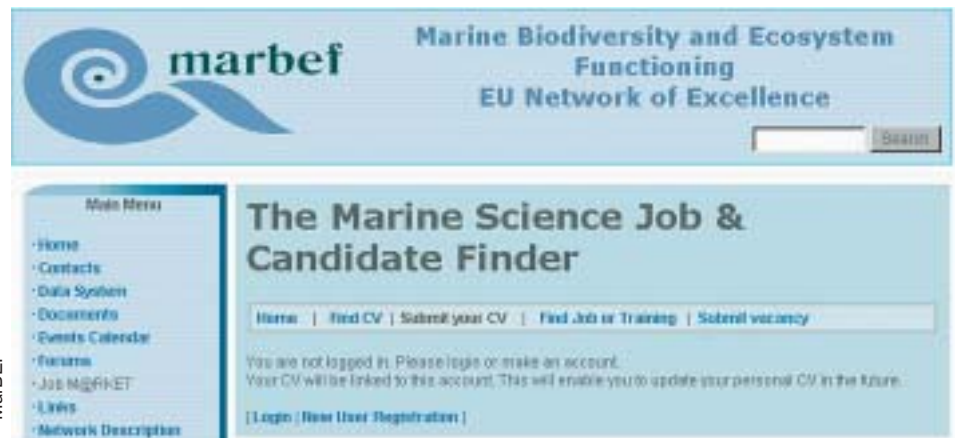 marbef
Marine Biodiversity and Ecosystem
Functioning
EU Network of Excellence
Search
Main Menu
·Home
·Contacts
·Data System
·Documents
·Events Calendar
·Forums
·Job M@RKET
·Links
·Network Description
The Marine Science Job &
Candidate Finder
Home | Find CV | Submit your CV | Find Job or Training | Submit vacancy
You are not logged in. Please login or make an account.
Your CV will be linked to this account. This will enable you to update your personal CV in the future.
[ Login | New User Registration ]
MarBEF